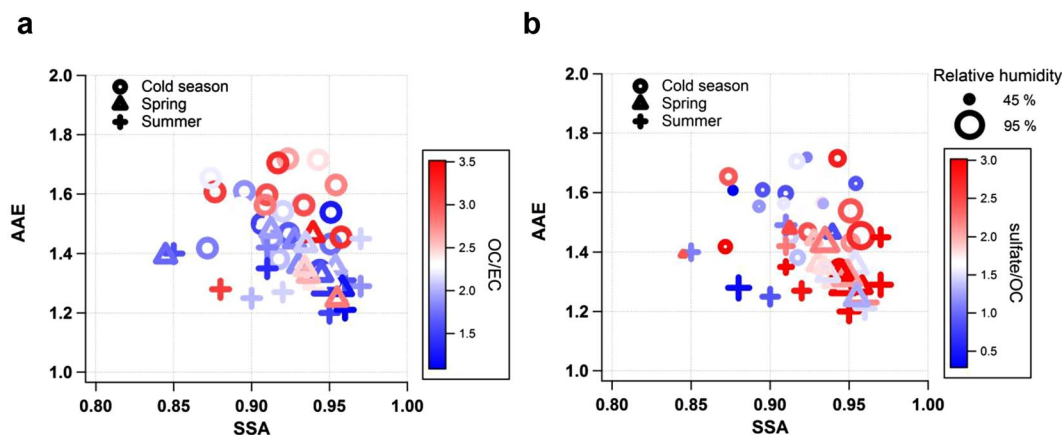 a
2.0
1.8
1.6
1.4
1.2
1.0
AAE
Cold season
Spring
Summer
0.80 0.85 0.90 0.95 1.00
SSA
3.5
3.0
2.5
2.0
1.5
OC/EC
b
2.0
1.8
1.6
1.4
1.2
1.0
AAE
Cold season
Spring
Summer
0.80 0.85 0.90 0.95 1.00
SSA
Relative humidity
45 %
95 %
3.0
2.5
2.0
1.5
1.0
0.5
sulfate/OC